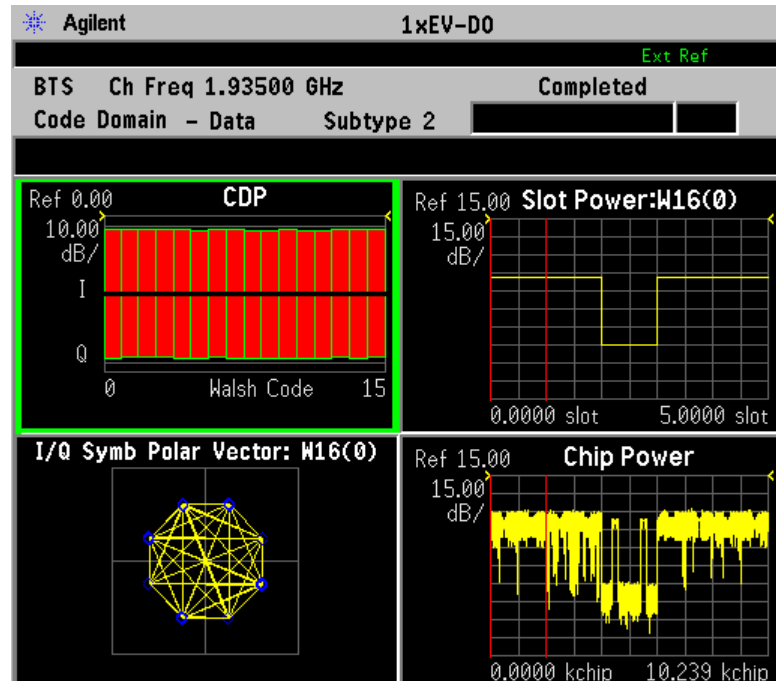 Agilent 1xEV-DO
Ext Ref
BTS Ch Freq 1.93500 GHz Completed
Code Domain - Data Subtype 2
Ref 0.00 CDP
10.00
dB/
I
Q
0 Walsh Code 15
Ref 15.00 Slot Power:W16(0)
15.00
dB/
0.0000 slot 5.0000 slot
I/Q Symb Polar Vector: W16(0)
Ref 15.00 Chip Power
15.00
dB/
0.0000 kchip 10.239 kchip